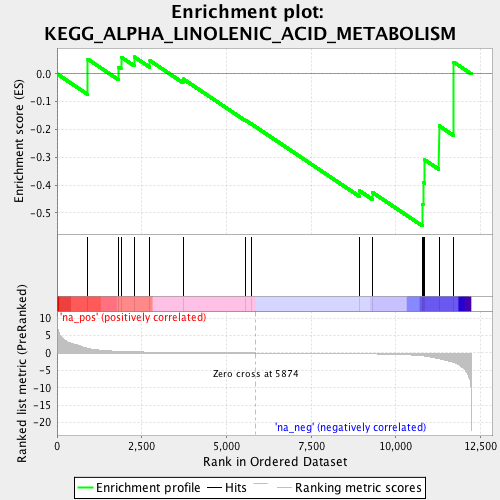 Enrichment plot:
KEGG_ALPHA_LINOLENIC_ACID_METABOLISM
Enrichment score (ES)
0.0
-0.1
-0.2
-0.3
-0.4
-0.5
'na_pos' (positively correlated)
Ranked list metric (PreRanked)
10
5
0
-5
-10
-15
-20
Zero cross at 5874
'na_neg' (negatively correlated)
0
2,500
5,000
7,500
10,000
12,500
Rank in Ordered Dataset
Enrichment profile
Hits
Ranking metric scores